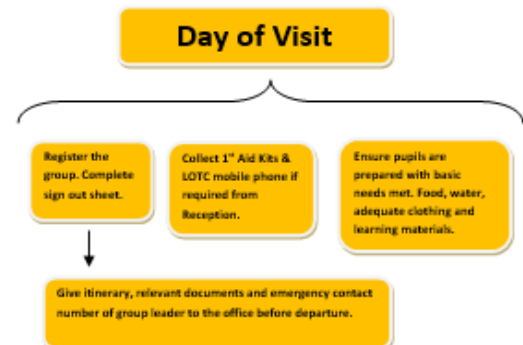 Day of Visit
Register the
group. Complete
sign out sheet.
Collect 1st Aid Kits &
LOTC mobile phone if
required from
Reception.
Ensure pupils are
prepared with basic
needs met. Food, water,
adequate clothing and
learning materials.
Give itinerary, relevant documents and emergency contact
number of group leader to the office before departure.